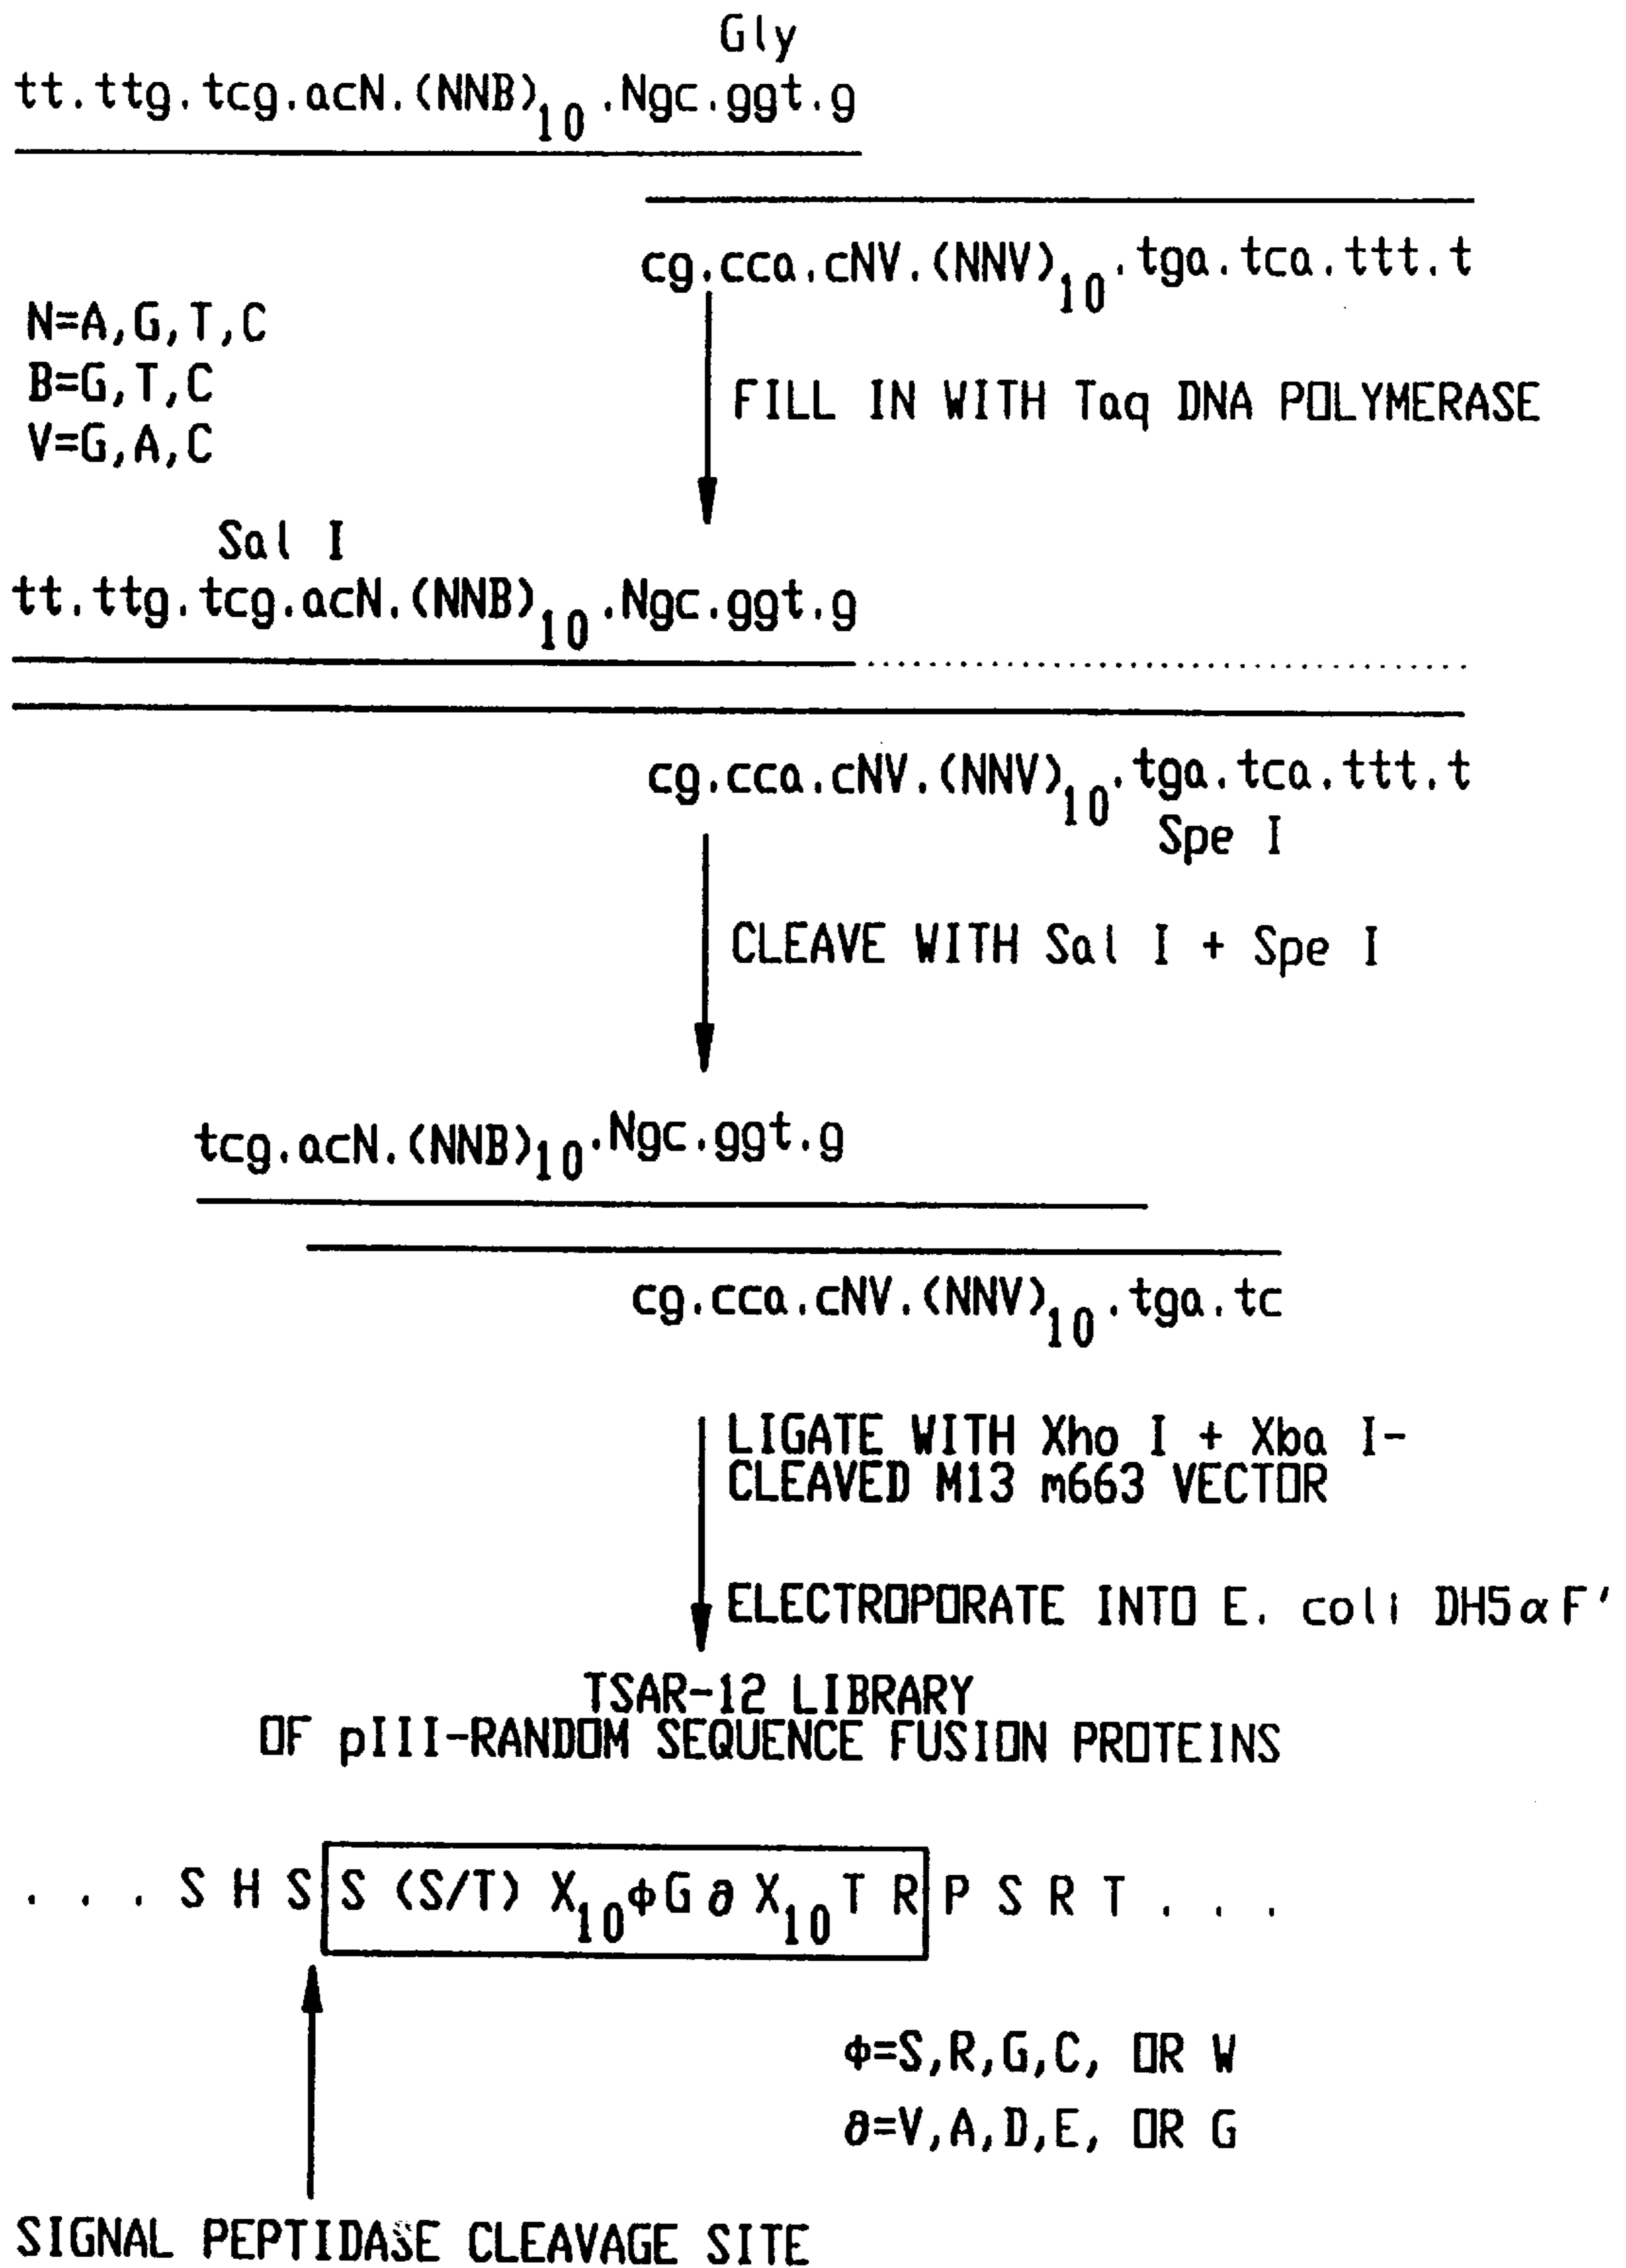 Gly
tt.ttg.tcg.acN.(NNB)10.Ngc.ggt.g
cg.cca.cNV.(NNV)10.tga.tca.ttt.t
N=A,G,T,C
B=G,T,C
V=G,A,C
FILL IN WITH Taq DNA POLYMERASE
Sal I
tt.ttg.tcg.acN.(NNB)10.Ngc.ggt.g
cg.cca.cNV.(NNV)10.tga.tca.ttt.t
Spe I
CLEAVE WITH Sal I + Spe I
tcg.acN.(NNB)10.Ngc.ggt.g
cg.cca.cNV.(NNV)10.tga.tc
LIGATE WITH Xho I + Xba I-
CLEAVED M13 m663 VECTOR
ELECTROPORATE INTO E. coli DH5αF'
TSAR-12 LIBRARY
OF pIII-RANDOM SEQUENCE FUSION PROTEINS
. . . S H S S (S/T) X10 φ G ∂ X10 T R P S R T . . .
φ=S,R,G,C, OR W
∂=V,A,D,E, OR G
SIGNAL PEPTIDASE CLEAVAGE SITE